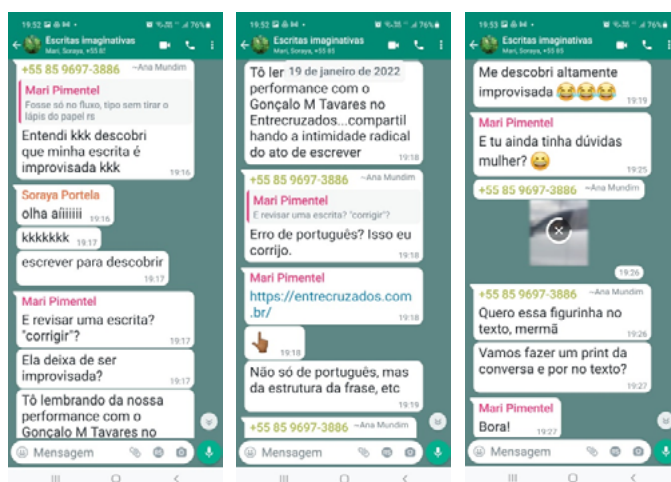 19:52
76%
Escritas imaginativas
Mari, Soraya, +55 85
+55 85 9697-3886 ~Ana Mundim
Mari Pimentel
Fosse só no fluxo, tipo sem tirar o
lápis do papel rs
Entendi kkk descobri
que minha escrita é
improvisada kkk
19:16
Soraya Portela
olha aíiiiiii 19:16
kkkkkkk 19:17
escrever para descobrir
19:17
Mari Pimentel
E revisar uma escrita?
"corrigir"?
19:17
Ela deixa de ser
improvisada?
19:17
Tô lembrando da nossa
performance com o
Gonçalo M Tavares no
Mensagem
19:52
76%
Escritas imaginativas
Mari, Soraya, +55 85
Tô ler 19 de janeiro de 2022
performance com o
Gonçalo M Tavares no
Entrecruzados...compartil
hando a intimidade radical
do ato de escrever
19:18
+55 85 9697-3886 ~Ana Mundim
Mari Pimentel
E revisar uma escrita? "corrigir"?
Erro de português? Isso eu
corrijo.
19:18
Mari Pimentel
https://entrecruzados.com
.br/
19:18
19:18
Não só de português, mas
da estrutura da frase, etc
19:19
+55 85 9697-3886 ~Ana Mundim
Mensagem
19:53
76%
Escritas imaginativas
Mari, Soraya, +55 85
Me descobri altamente
improvisada
19:19
Mari Pimentel
E tu ainda tinha dúvidas
mulher?
19:25
+55 85 9697-3886 ~Ana Mundim
19:26
+55 85 9697-3886 ~Ana Mundim
Quero essa figurinha no
texto, mermã
19:26
Vamos fazer um print da
conversa e por no texto?
19:27
Mari Pimentel
Bora! 19:27
Mensagem